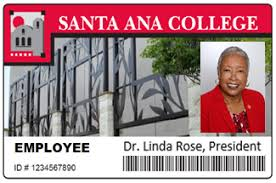 SANTA ANA COLLEGE
EMPLOYEE
Dr. Linda Rose, President
ID # 1234567890